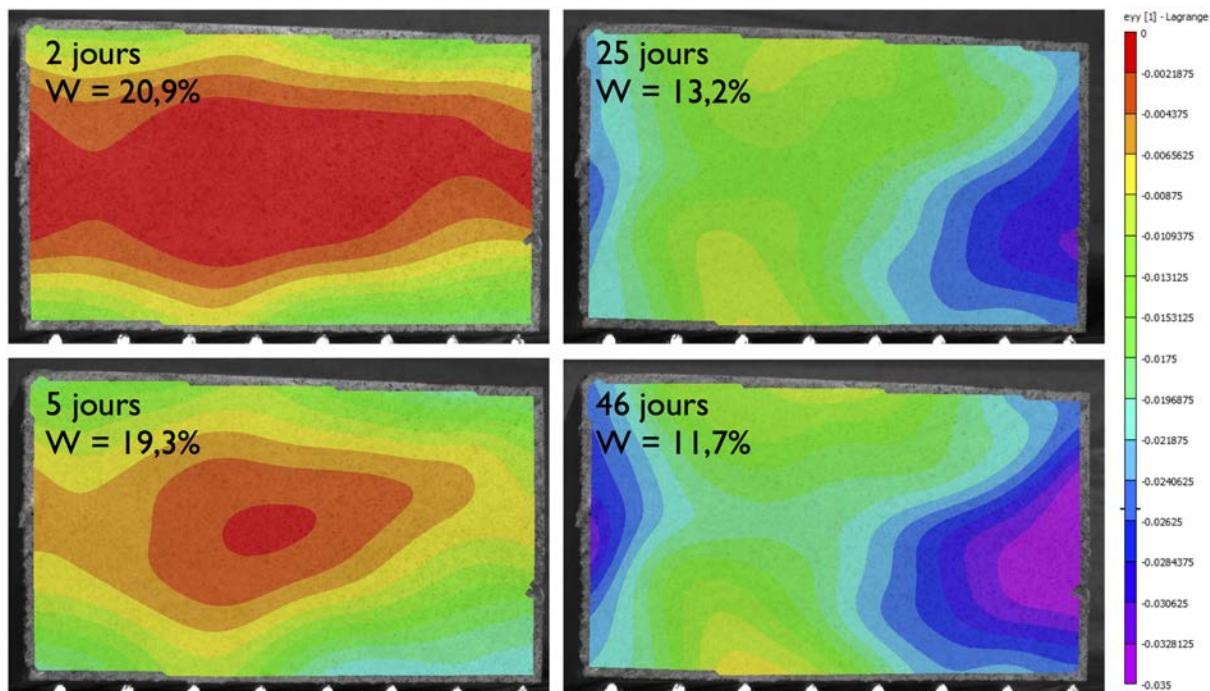 2 jours
W = 20,9%
25 jours
W = 13,2%
5 jours
W = 19,3%
46 jours
W = 11,7%
eyy [1] - Lagrange
0
-0.0021875
-0.004375
-0.0065625
-0.00875
-0.0109375
-0.013125
-0.0153125
-0.0175
-0.0196875
-0.021875
-0.0240625
-0.02625
-0.0284375
-0.030625
-0.0328125
-0.035